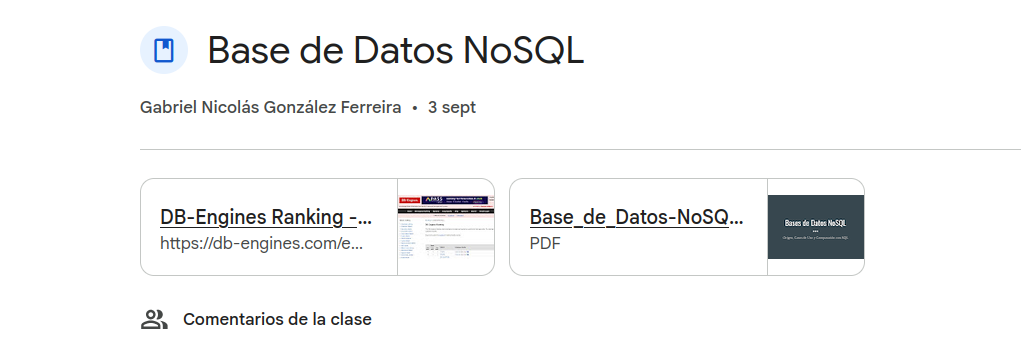 Base de Datos NoSQL
Gabriel Nicolás González Ferreira • 3 sept
DB-Engines Ranking -...
https://db-engines.com/e...
Base_de_Datos-NoSQ...
PDF
Bases de Datos NoSQL
Comentarios de la clase